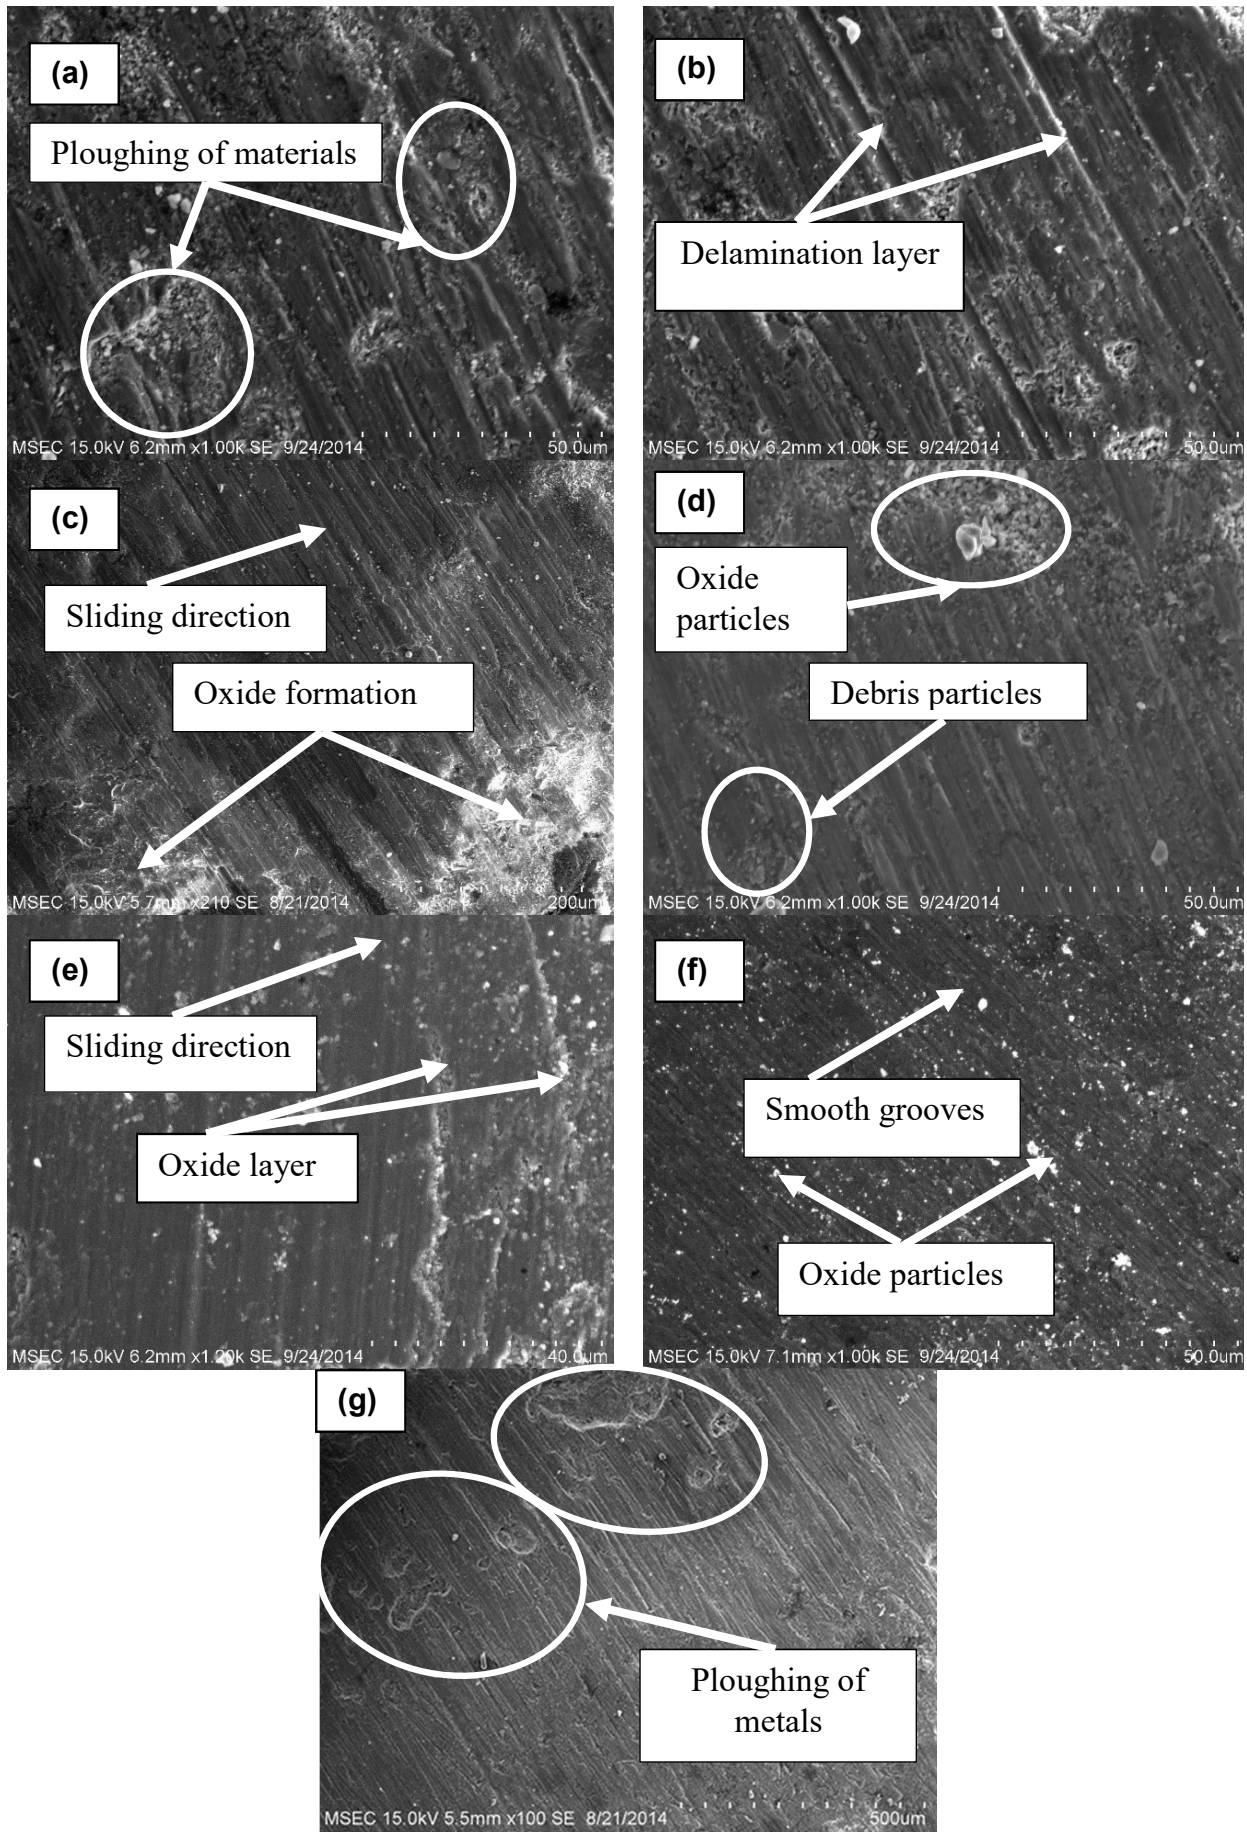 (a)
Ploughing of materials
MSEC 15.0kV 6.2mm x1.00k SE 9/24/2014 50.0um
(b)
Delamination layer
MSEC 15.0kV 6.2mm x1.00k SE 9/24/2014 50.0um
(c)
Sliding direction
Oxide formation
MSEC 15.0kV 5.7mm x210 SE 8/21/2014 200um
(d)
Oxide
particles
Debris particles
MSEC 15.0kV 6.2mm x1.00k SE 9/24/2014 50.0um
(e)
Sliding direction
Oxide layer
MSEC 15.0kV 6.2mm x1.20k SE 9/24/2014 40.0um
(f)
Smooth grooves
Oxide particles
MSEC 15.0kV 7.1mm x1.00k SE 9/24/2014 50.0um
(g)
Ploughing of
metals
MSEC 15.0kV 5.5mm x100 SE 8/21/2014 500um